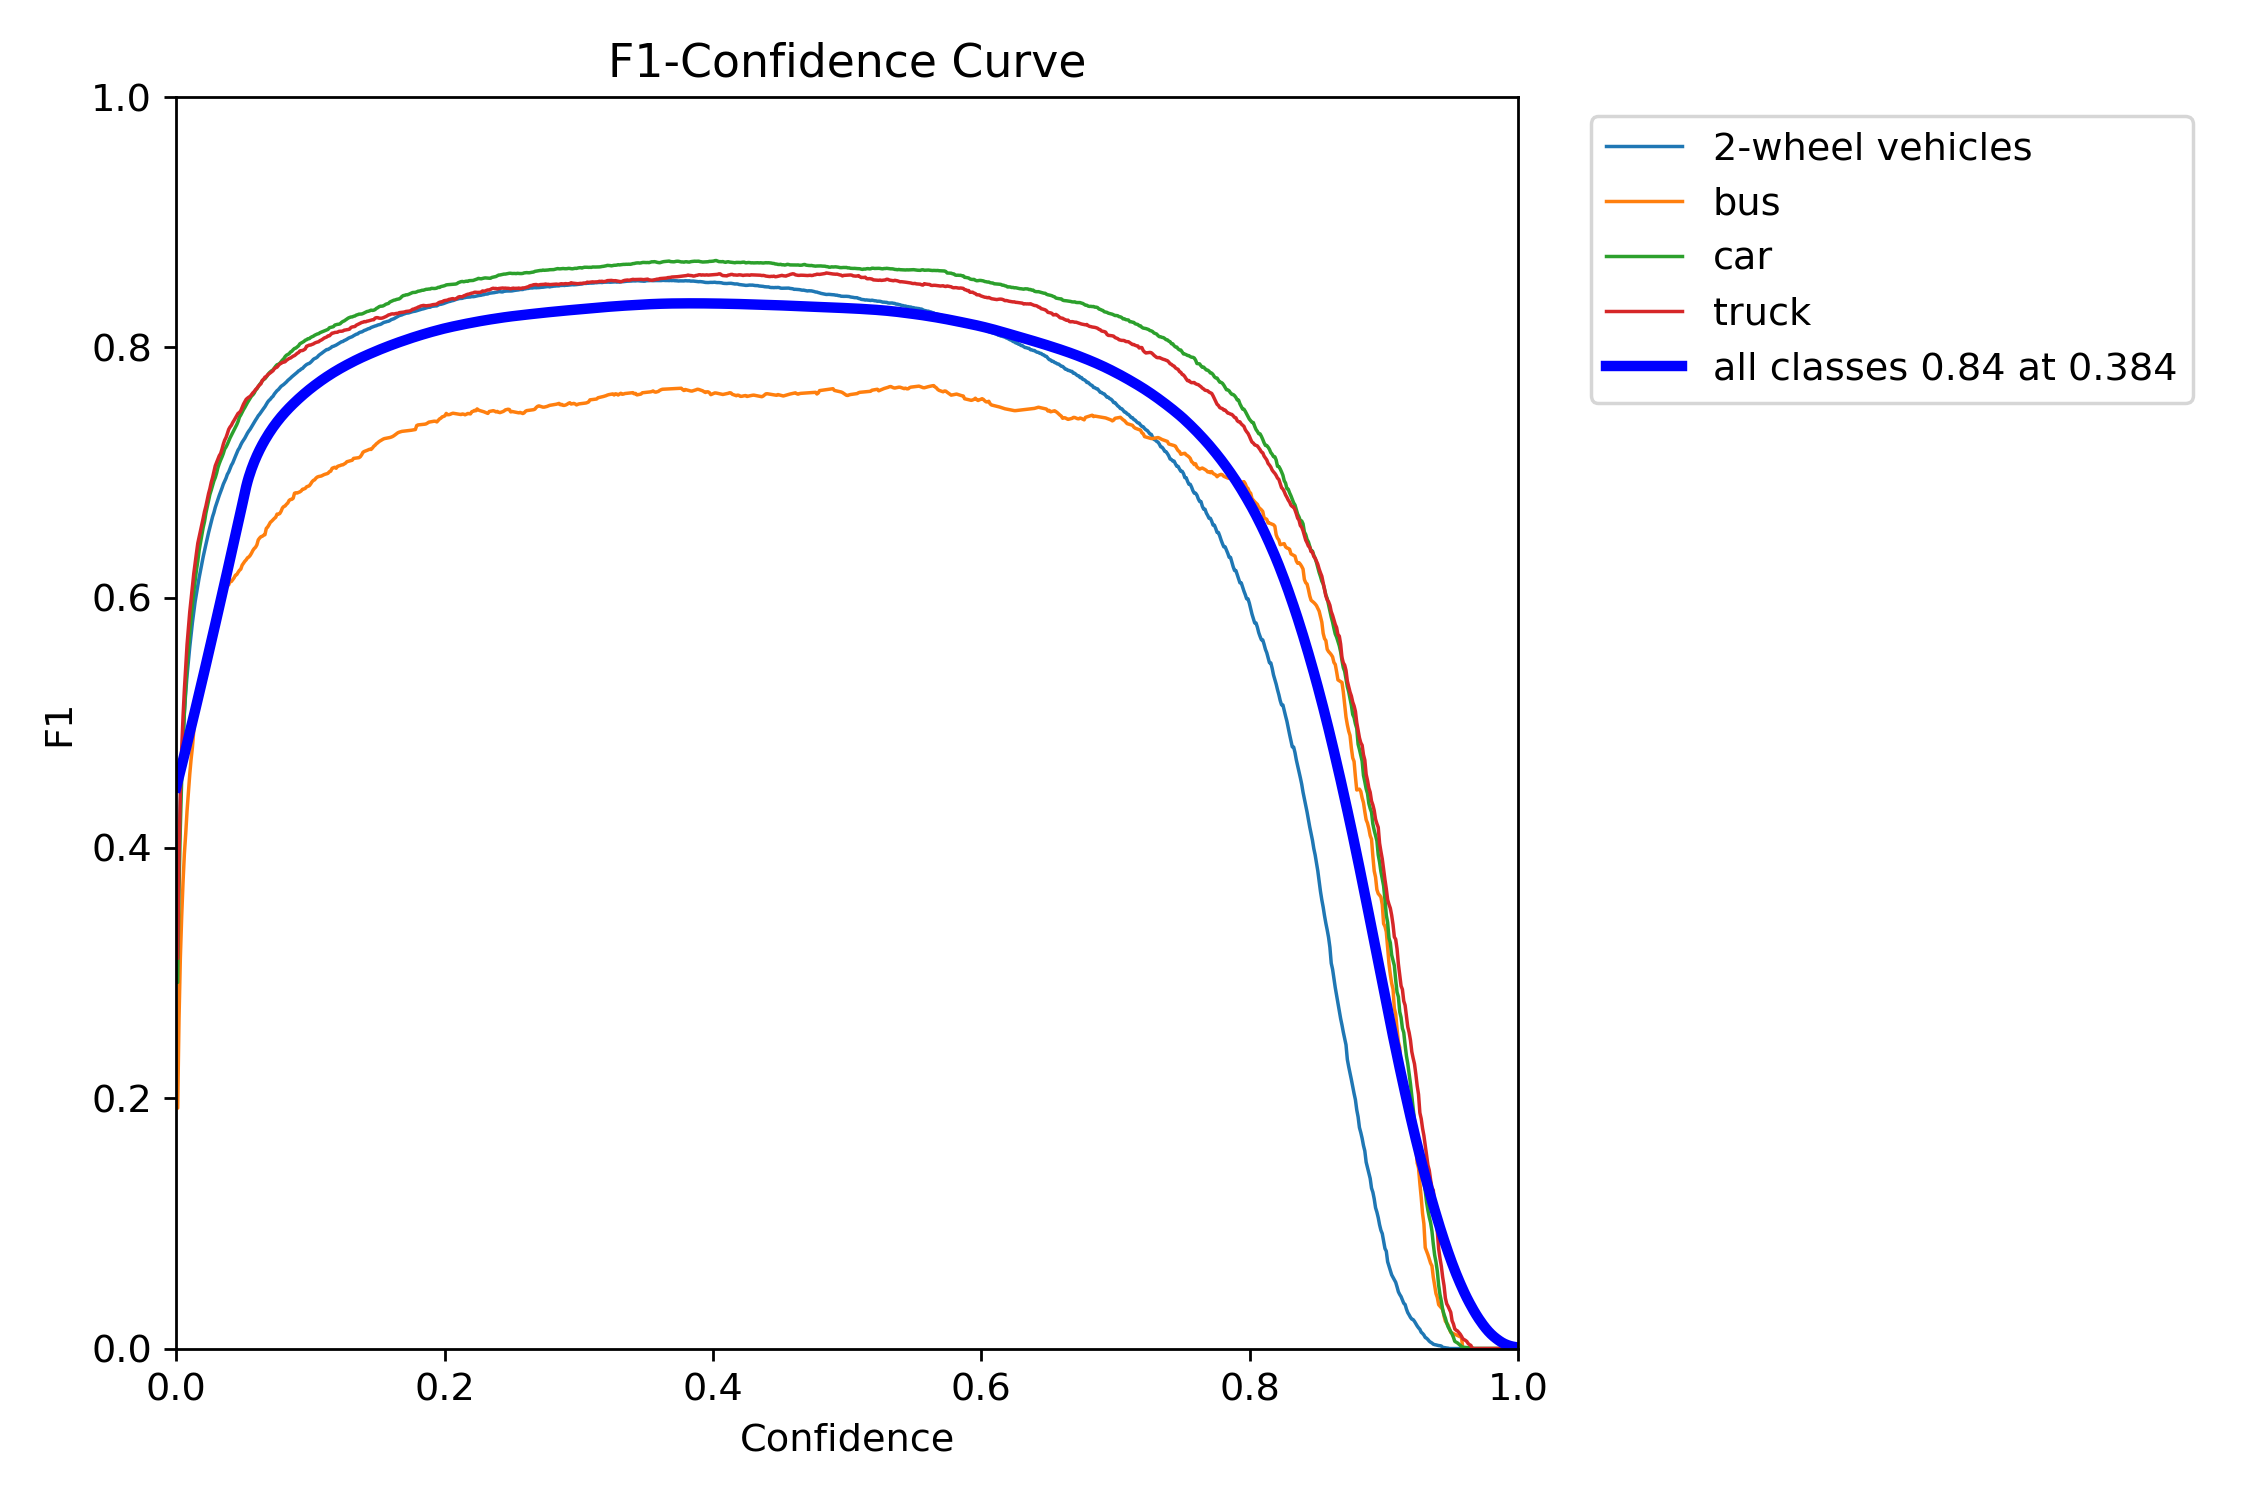 F1-Confidence Curve
1.0
0.8
0.6
0.4
0.2
0.0
F1
0.0 0.2 0.4 0.6 0.8 1.0
Confidence
2-wheel vehicles
bus
car
truck
all classes 0.84 at 0.384